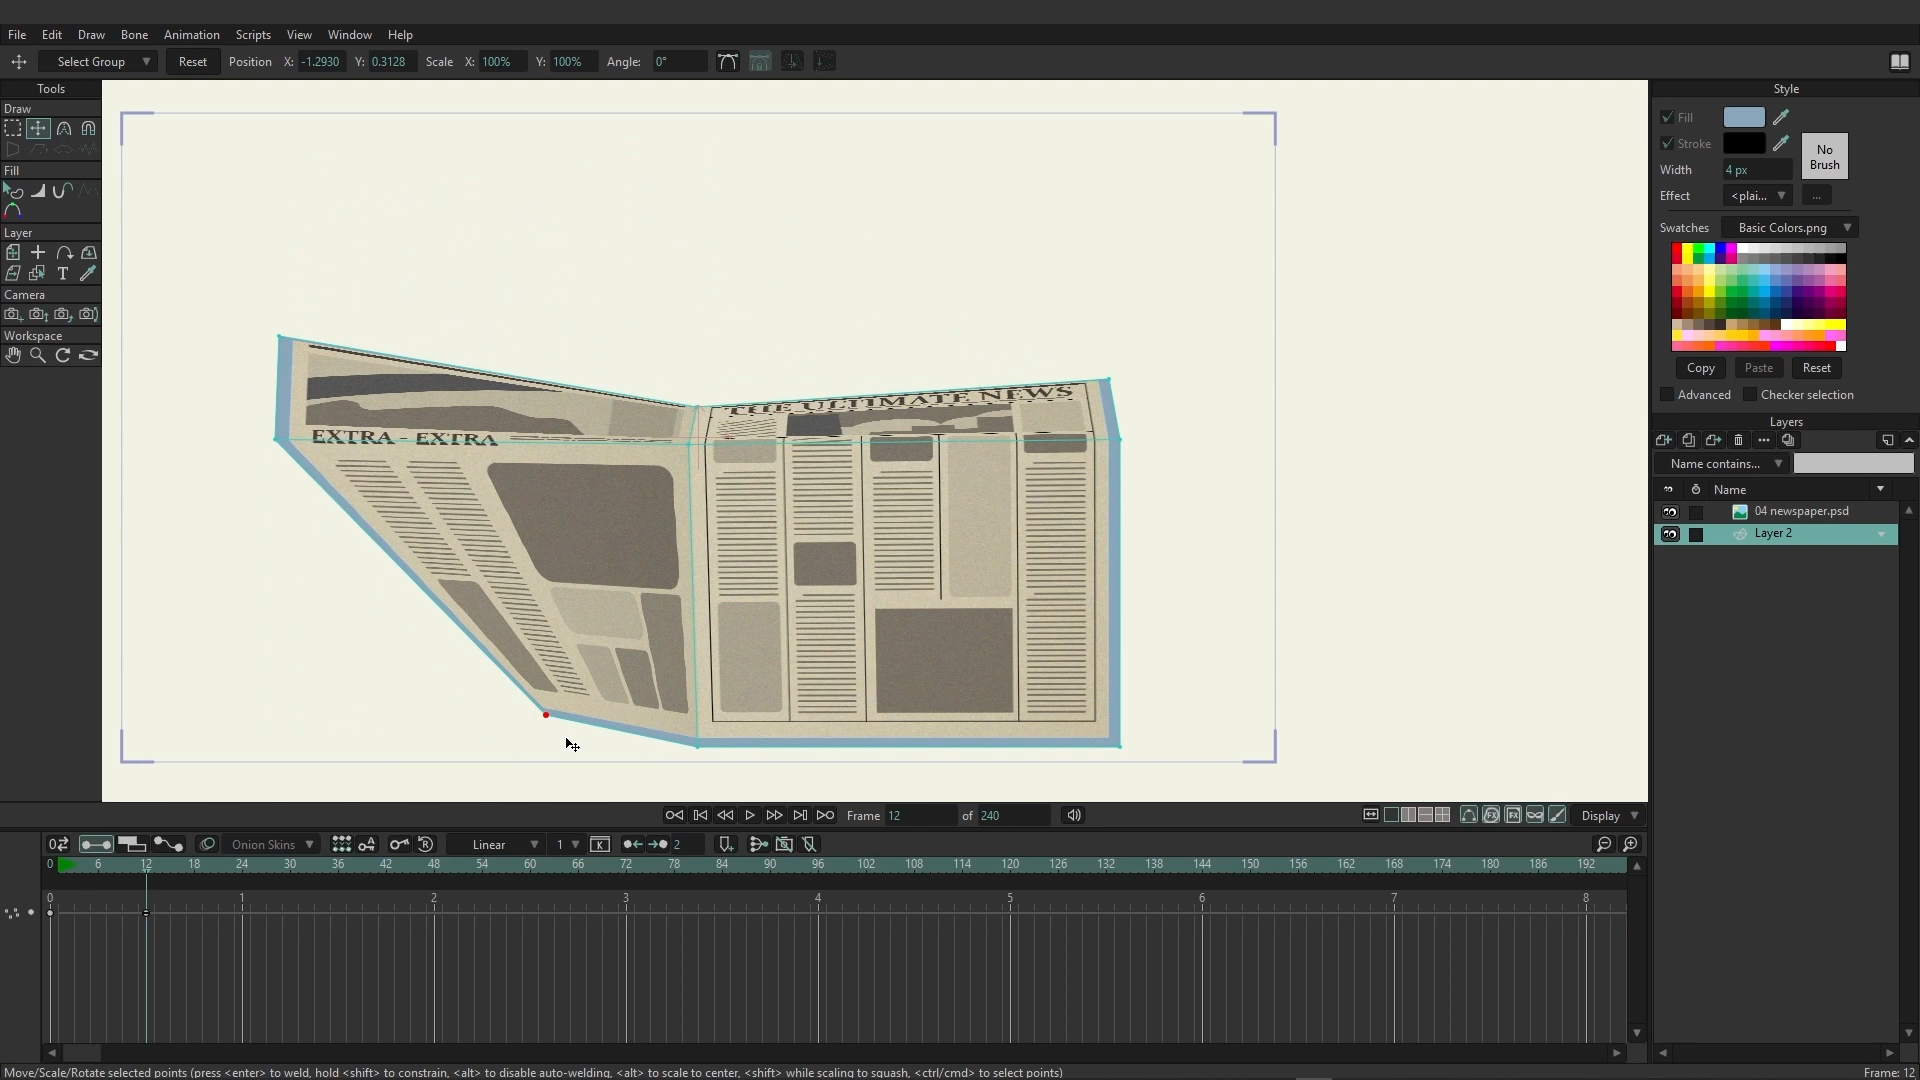 File Edit Draw Bone Animation Scripts View Window Help
Select Group Reset Position X: -1.2930 Y: 0.3128 Scale X: 100% Y: 100% Angle: 0°
Tools
Draw
Fill
Layer
T
Camera
Workspace
THE ULTIMATE NEWS
EXTRA - EXTRA
Style
Fill
Stroke
No Brush
Width 4 px
Effect <plai... ...
Swatches Basic Colors.png
Copy Paste Reset
Advanced Checker selection
Layers
Name contains...
Name
04 newspaper.psd
Layer 2
Frame 12 of 240 Display
Onion Skins Linear 1 K 2
0 6 12 18 24 30 36 42 48 54 60 66 72 78 84 90 96 102 108 114 120 126 132 138 144 150 156 162 168 174 180 186 192
0 1 2 3 4 5 6 7 8
Move/Scale/Rotate selected points (press <enter> to weld, hold <shift> to constrain, <alt> to disable auto-welding, <alt> to scale to center, <shift> while scaling to squash, <ctrl/cmd> to select points) Frame: 12